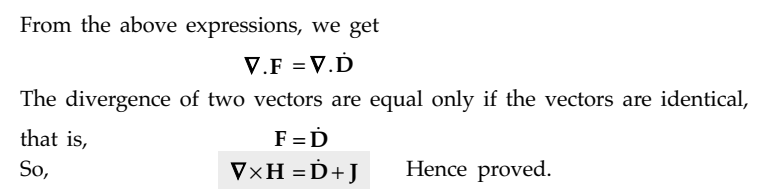 From the above expressions, we get
∇.F = ∇.Ḋ
The divergence of two vectors are equal only if the vectors are identical,
that is, F = Ḋ
So, ∇×H = Ḋ + J Hence proved.